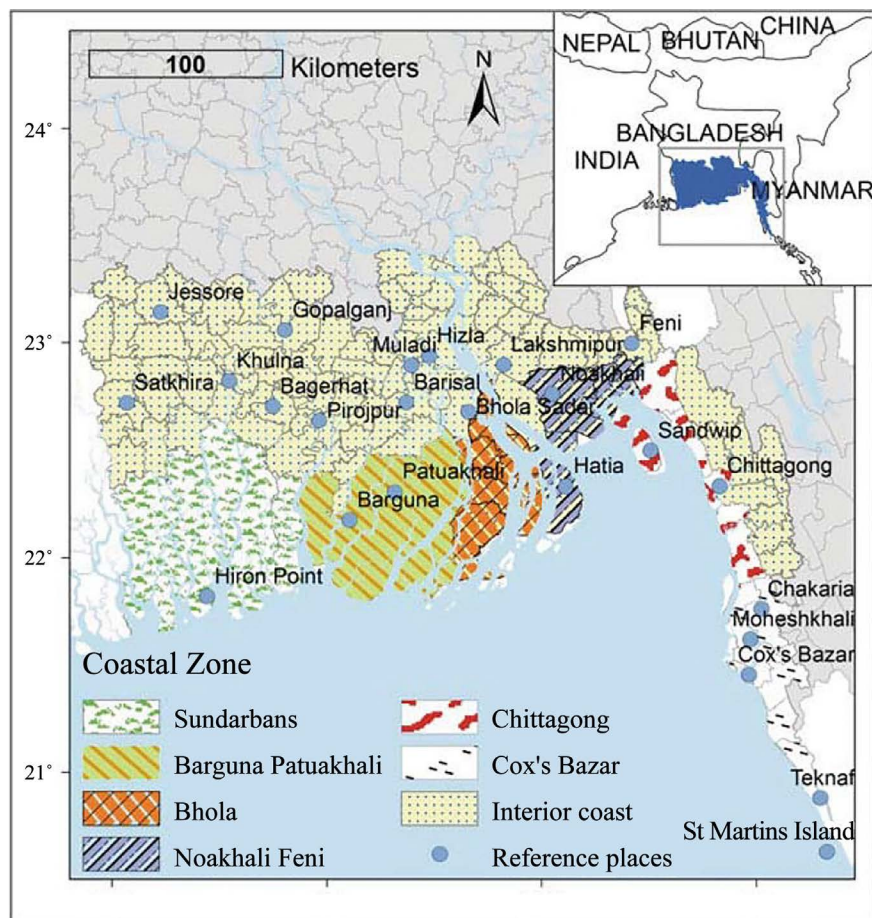 100
Kilometers
N
NEPAL
BHUTAN
CHINA
BANGLADESH
INDIA
MYANMAR
24°
23°
22°
21°
Jessore
Gopalganj
Muladi
Hizla
Lakshmipur
Feni
Satkhira
Khulna
Bagerhat
Pirojpur
Barisal
Noakhali
Bhola Sadar
Sandwip
Patuakhali
Hatia
Chittagong
Barguna
Hiron Point
Chakaria
Moheshkhali
Cox's Bazar
Teknaf
St Martins Island
Coastal Zone
Sundarbans
Barguna Patuakhali
Bhola
Noakhali Feni
Chittagong
Cox's Bazar
Interior coast
Reference places